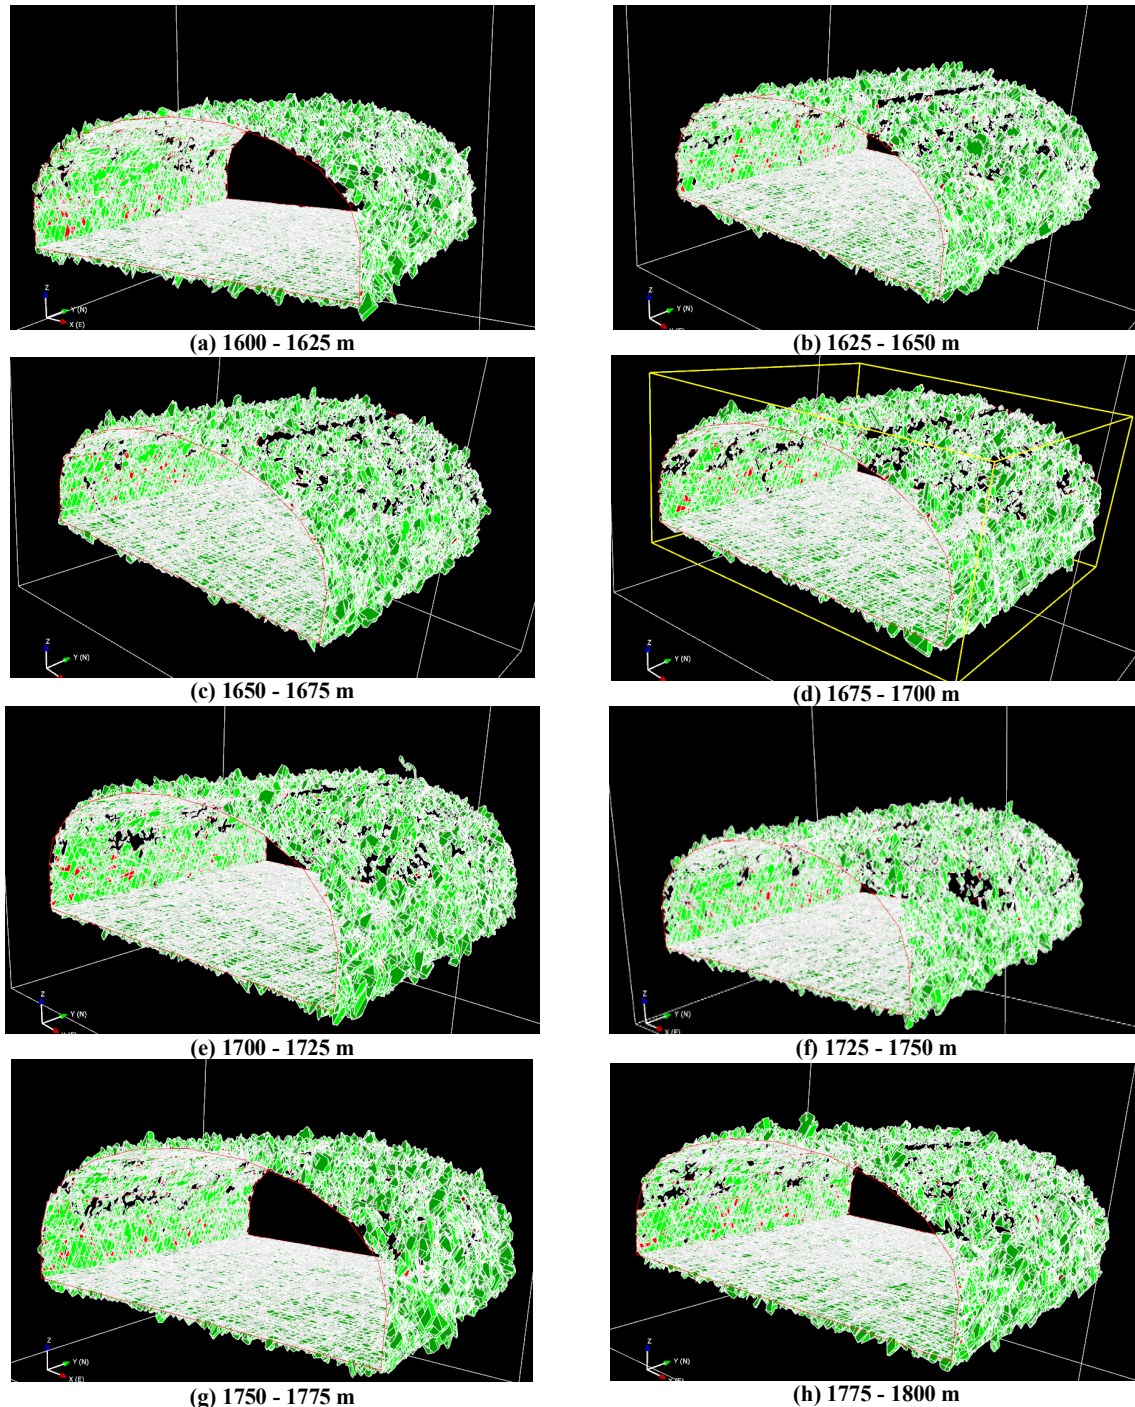 Z
Y (N)
X (E)
(a) 1600 - 1625 m
Z
Y (N)
X (E)
(b) 1625 - 1650 m
Z
Y (N)
(c) 1650 - 1675 m
Z
Y (N)
(d) 1675 - 1700 m
Z
Y (N)
X (E)
(e) 1700 - 1725 m
Z
Y (N)
X (E)
(f) 1725 - 1750 m
Z
Y (N)
X (E)
(g) 1750 - 1775 m
Z
Y (N)
X (E)
(h) 1775 - 1800 m